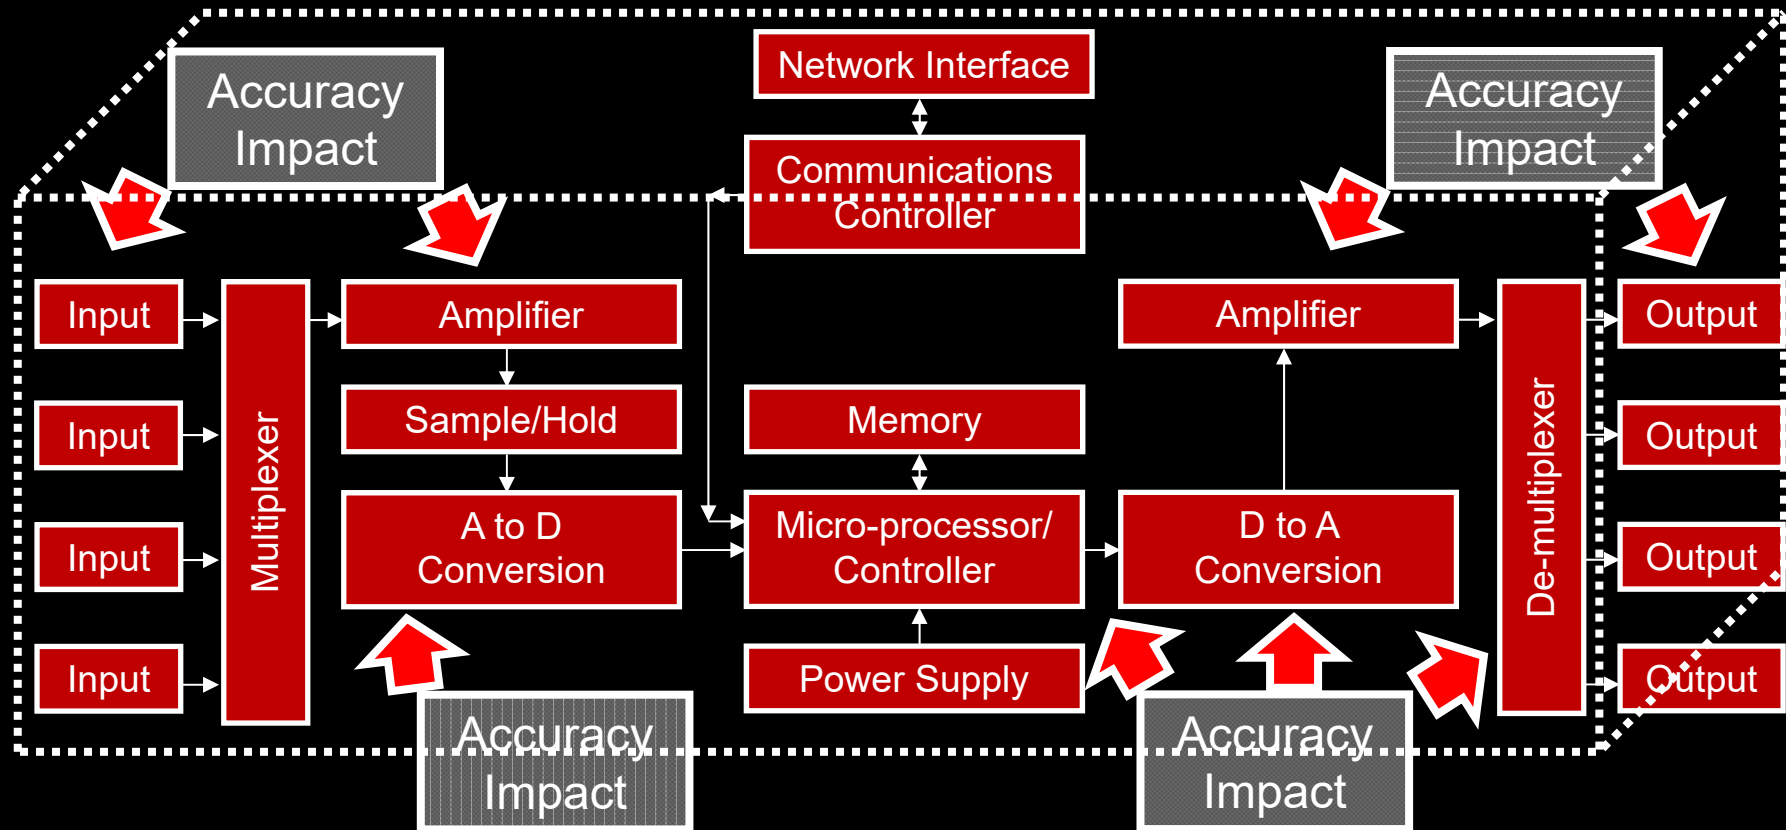 Accuracy
Impact
Network Interface
Accuracy
Impact
Communications
Controller
Input
Input
Input
Input
Multiplexer
Amplifier
Sample/Hold
A to D
Conversion
Memory
Micro-processor/
Controller
Power Supply
Amplifier
D to A
Conversion
De-multiplexer
Output
Output
Output
Output
Accuracy
Impact
Accuracy
Impact